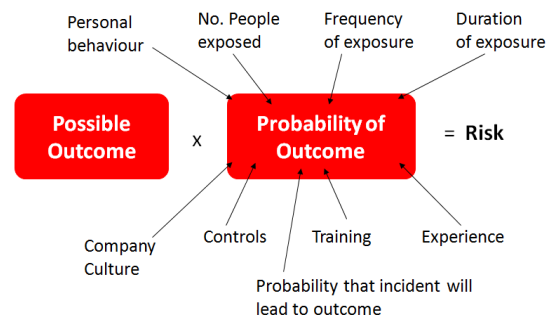 Personal
behaviour
No. People
exposed
Frequency
of exposure
Duration
of exposure
Possible
Outcome
x
Probability of
Outcome
= Risk
Company
Culture
Controls
Training
Experience
Probability that incident will
lead to outcome